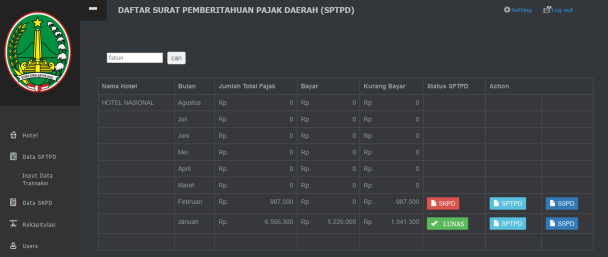 DAFTAR SURAT PEMBERITAHUAN PAJAK DAERAH (SPTPD)
Setting Log out
Tahun cari
Nama Hotel Bulan Jumlah Total Pajak Bayar Kurang Bayar Status SPTPD Action
HOTEL NASIONAL Agustus Rp. 0 Rp. 0 Rp. 0
Juli Rp. 0 Rp. 0 Rp. 0
Juni Rp. 0 Rp. 0 Rp. 0
Mei Rp. 0 Rp. 0 Rp. 0
April Rp. 0 Rp. 0 Rp. 0
Maret Rp. 0 Rp. 0 Rp. 0
Februari Rp. 987,500 Rp. 0 Rp. 987,500 SKPD SPTPD SSPD
Januari Rp. 6,566,300 Rp. 5,225,000 Rp. 1,341,300 LUNAS SPTPD SSPD
Hotel
Data SPTPD
Input Data
Transaksi
Data SKPD
Rekapitulasi
Users